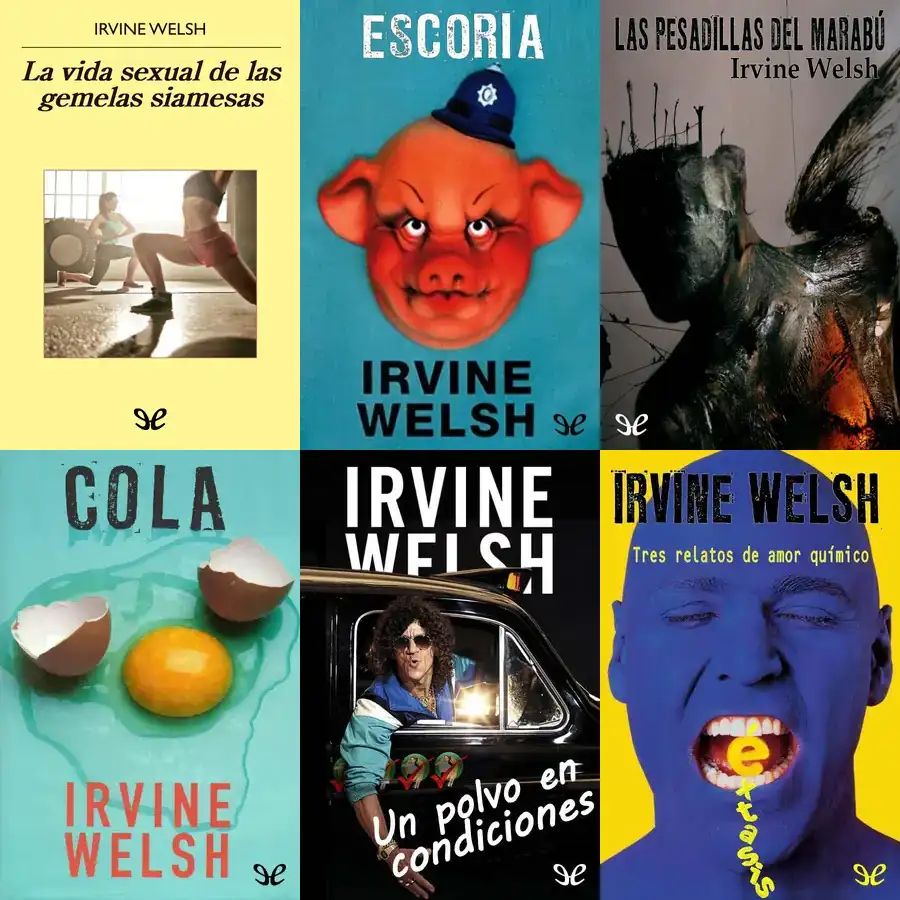 IRVINE WELSH
La vida sexual de las
gemelas siamesas
ESCORIA
IRVINE
WELSH
LAS PESADILLAS DEL MARABÚ
Irvine Welsh
COLA
IRVINE
WELSH
IRVINE
WELSH
Un polvo en
condiciones
IRVINE WELSH
Tres relatos de amor químico
éxtasis